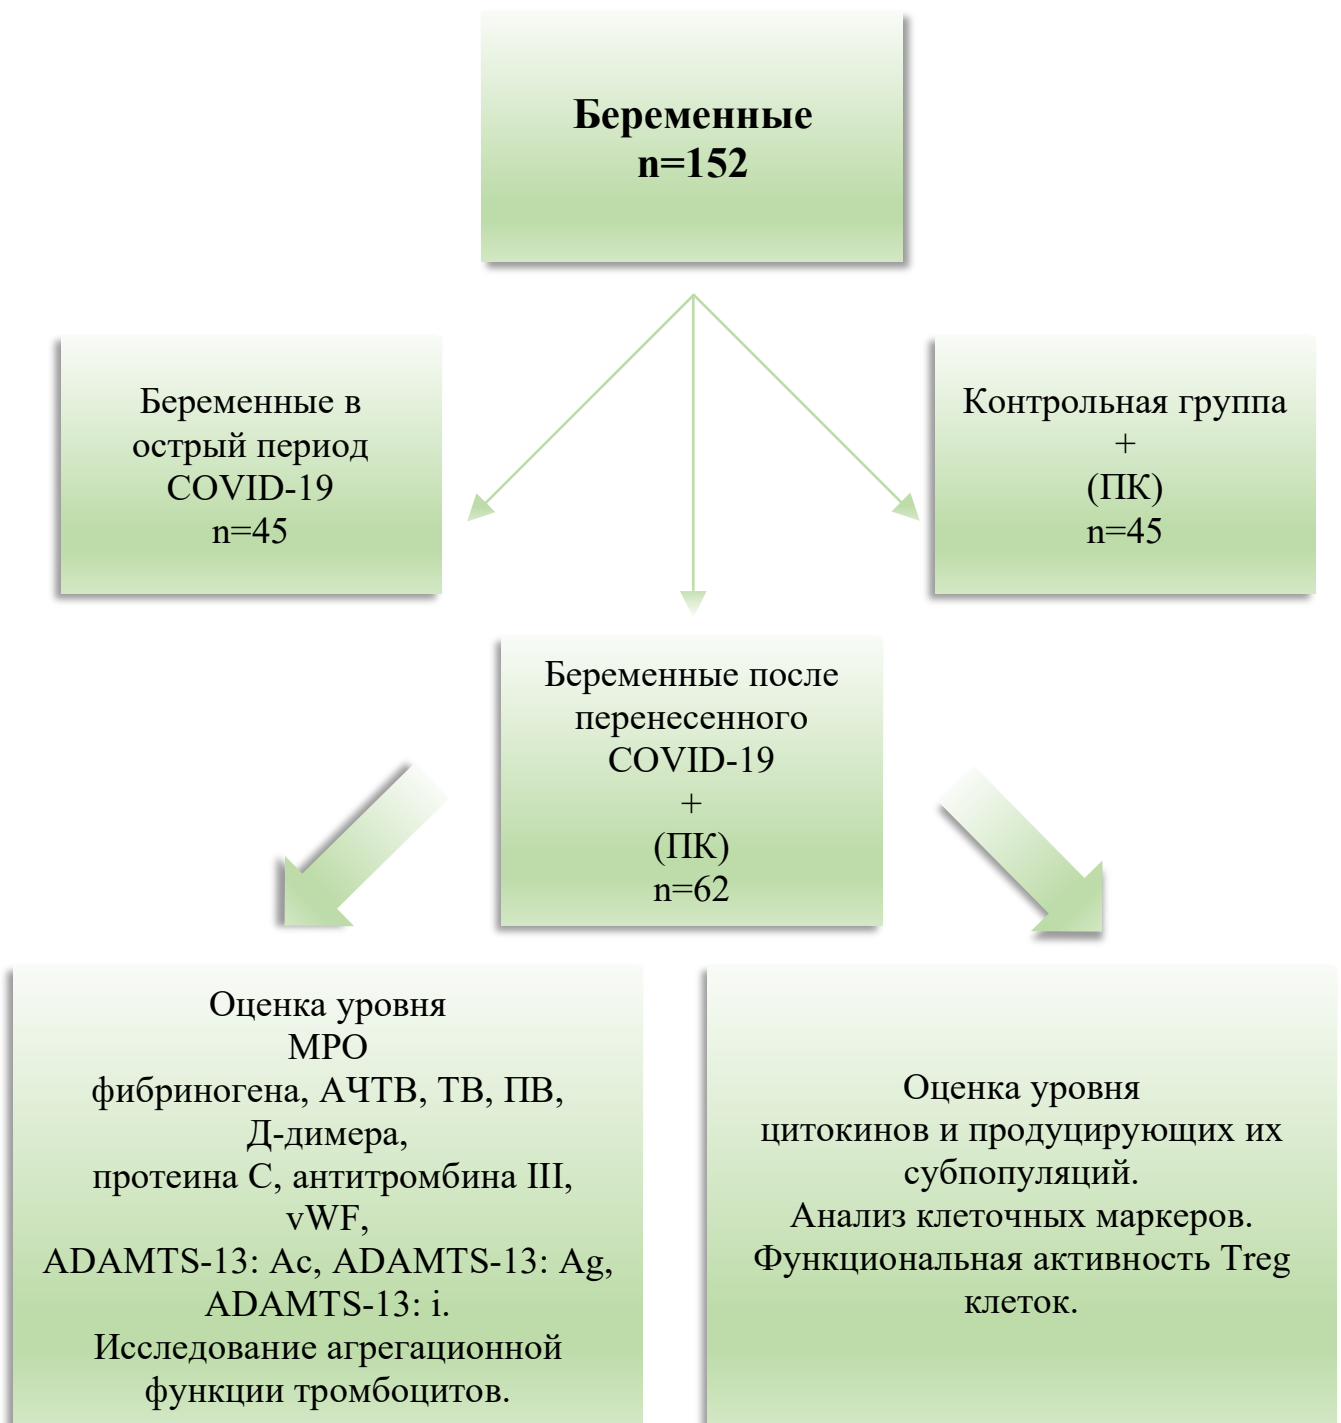 Беременные
n=152
Беременные в
острый период
COVID-19
n=45
Контрольная группа
+
(ПК)
n=45
Беременные после
перенесенного
COVID-19
+
(ПК)
n=62
Оценка уровня
МРО
фибриногена, АЧТВ, ТВ, ПВ,
Д-димера,
протеина С, антитромбина III,
vWF,
ADAMTS-13: Ac, ADAMTS-13: Ag,
ADAMTS-13: i.
Исследование агрегационной
функции тромбоцитов.
Оценка уровня
цитокинов и продуцирующих их
субпопуляций.
Анализ клеточных маркеров.
Функциональная активность Treg
клеток.